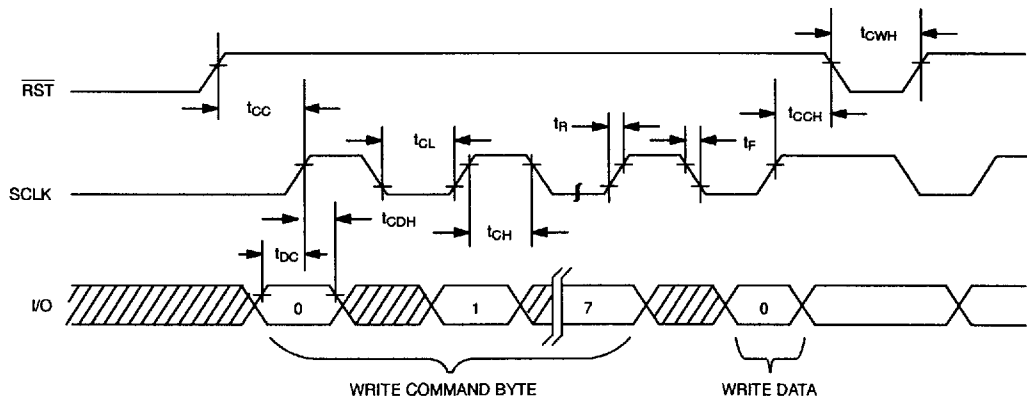 tCWH
RST
tCC
tCCH
tCL
tR
tF
SCLK
tCDH
tCH
tDC
I/O
0
1
7
0
WRITE COMMAND BYTE
WRITE DATA